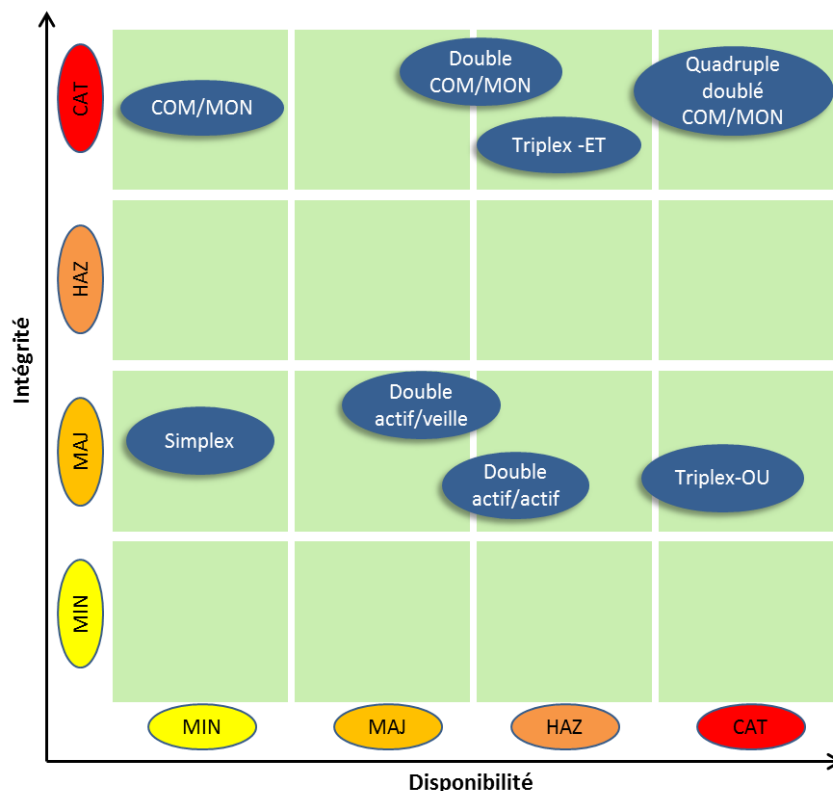 Intégrité
CAT
COM/MON
Double
COM/MON
Triplex -ET
Quadruple
doublé
COM/MON
HAZ
MAJ
Simplex
Double
actif/veille
Double
actif/actif
Triplex-OU
MIN
MIN
MAJ
HAZ
CAT
Disponibilité